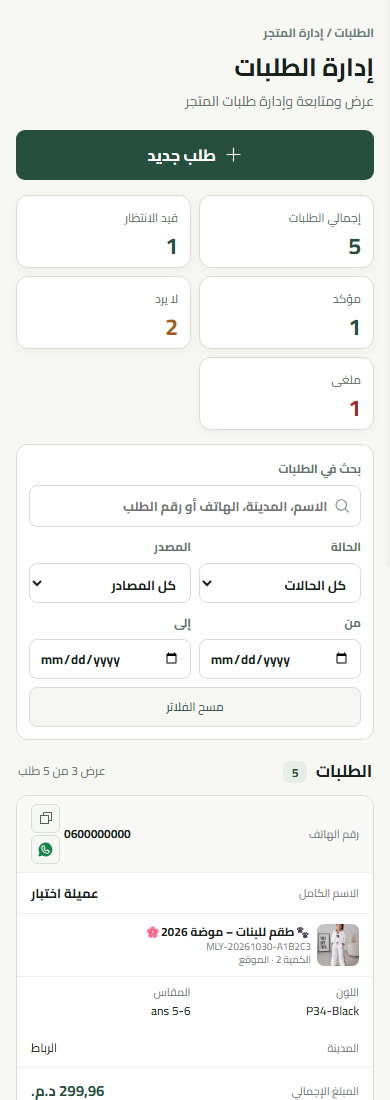 الطلبات / إدارة المتجر
إدارة الطلبات
عرض ومتابعة وإدارة طلبات المتجر
طلب جديد
إجمالي الطلبات
5
قيد الانتظار
1
مؤكد
1
لا يرد
2
ملغى
1
بحث في الطلبات
الاسم، المدينة، الهاتف أو رقم الطلب
الحالة
المصدر
كل الحالات
كل المصادر
من
إلى
mm/dd/yyyy
mm/dd/yyyy
مسح الفلاتر
الطلبات 5
عرض 3 من 5 طلب
رقم الهاتف
0600000000
الاسم الكامل
عميلة اختبار
🐾 طقم للبنات – موضة 2026 🌸
MLY-20261030-A1B2C3
الكمية 2 · الموقع
اللون
المقاس
P34-Black
5-6 ans
المدينة
الرباط
المبلغ الإجمالي
299,96 د.م.